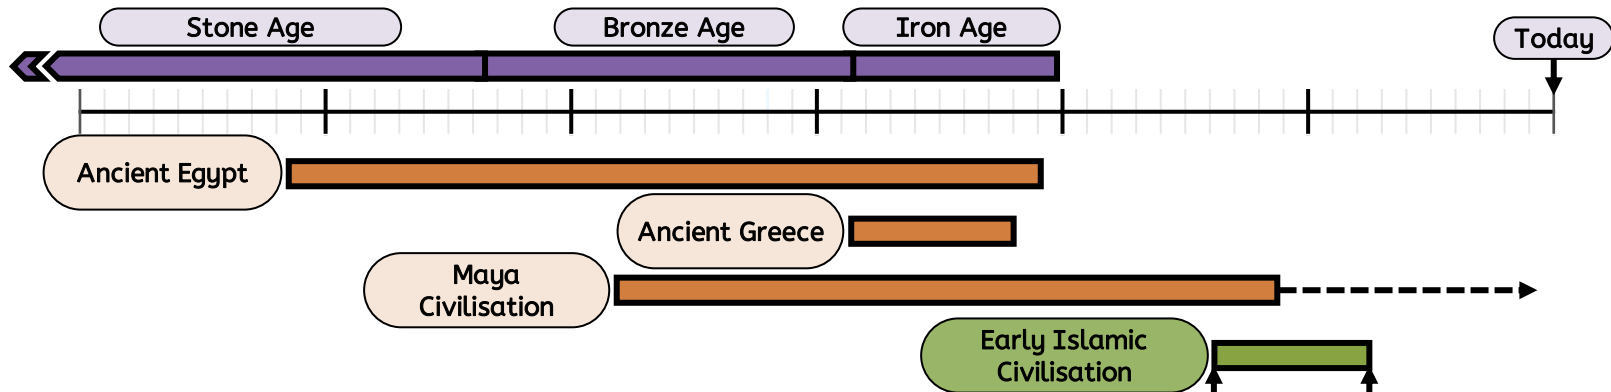 Stone Age
Bronze Age
Iron Age
Today
Ancient Egypt
Ancient Greece
Maya
Civilisation
Early Islamic
Civilisation